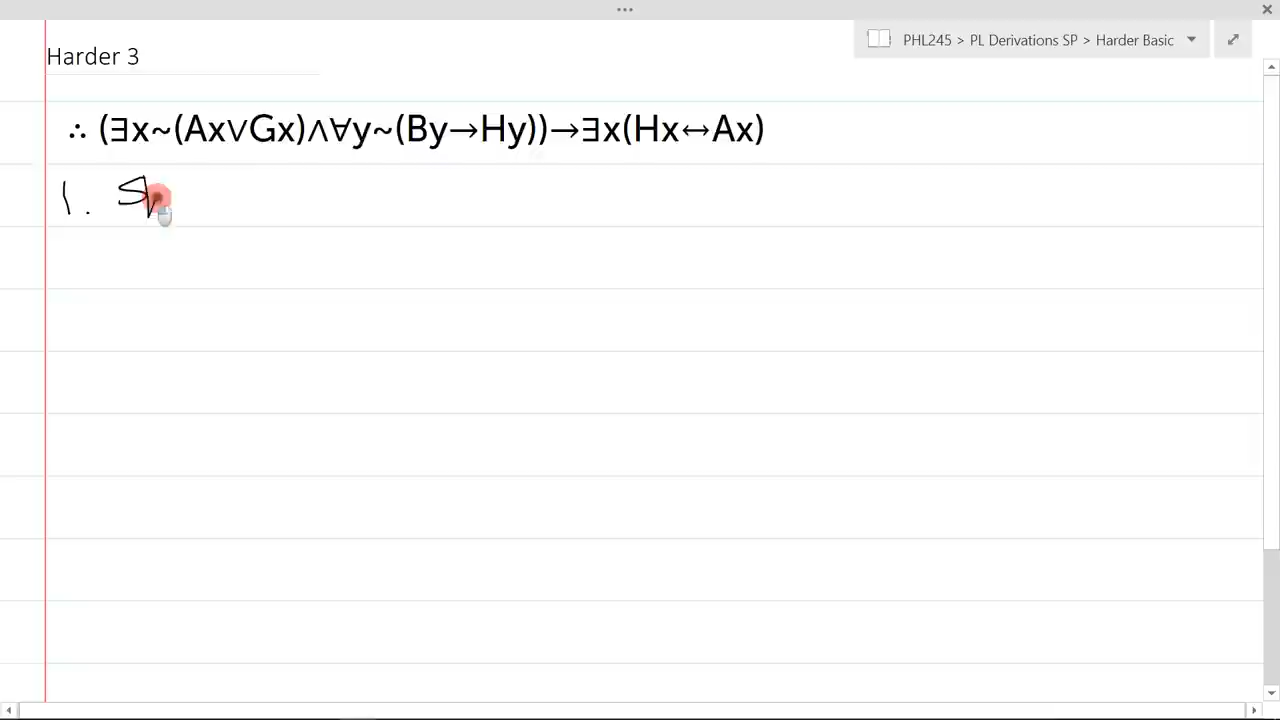 PHL245 > PL Derivations SP > Harder Basic
Harder 3
∴ (∃x~(Ax∨Gx)∧∀y~(By→Hy))→∃x(Hx↔Ax)
1.